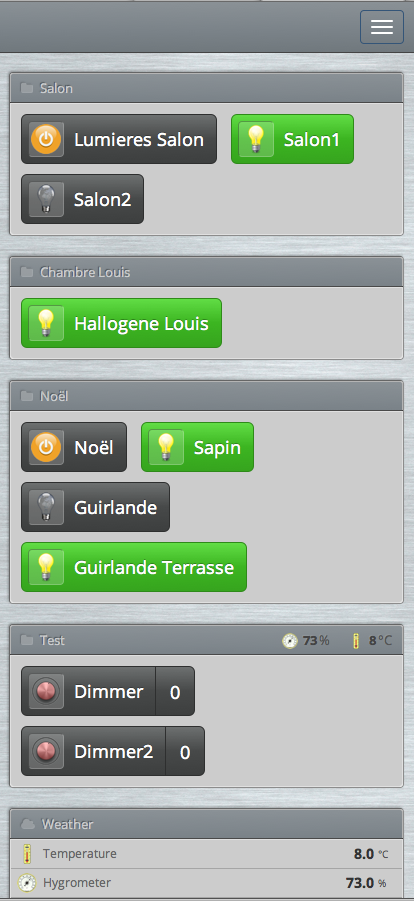 Salon
Lumieres Salon Salon1
Salon2
Chambre Louis
Hallogene Louis
Noël
Noël Sapin
Guirlande
Guirlande Terrasse
Test 73% 8°C
Dimmer 0
Dimmer2 0
Weather
Temperature 8.0 °C
Hygrometer 73.0 %